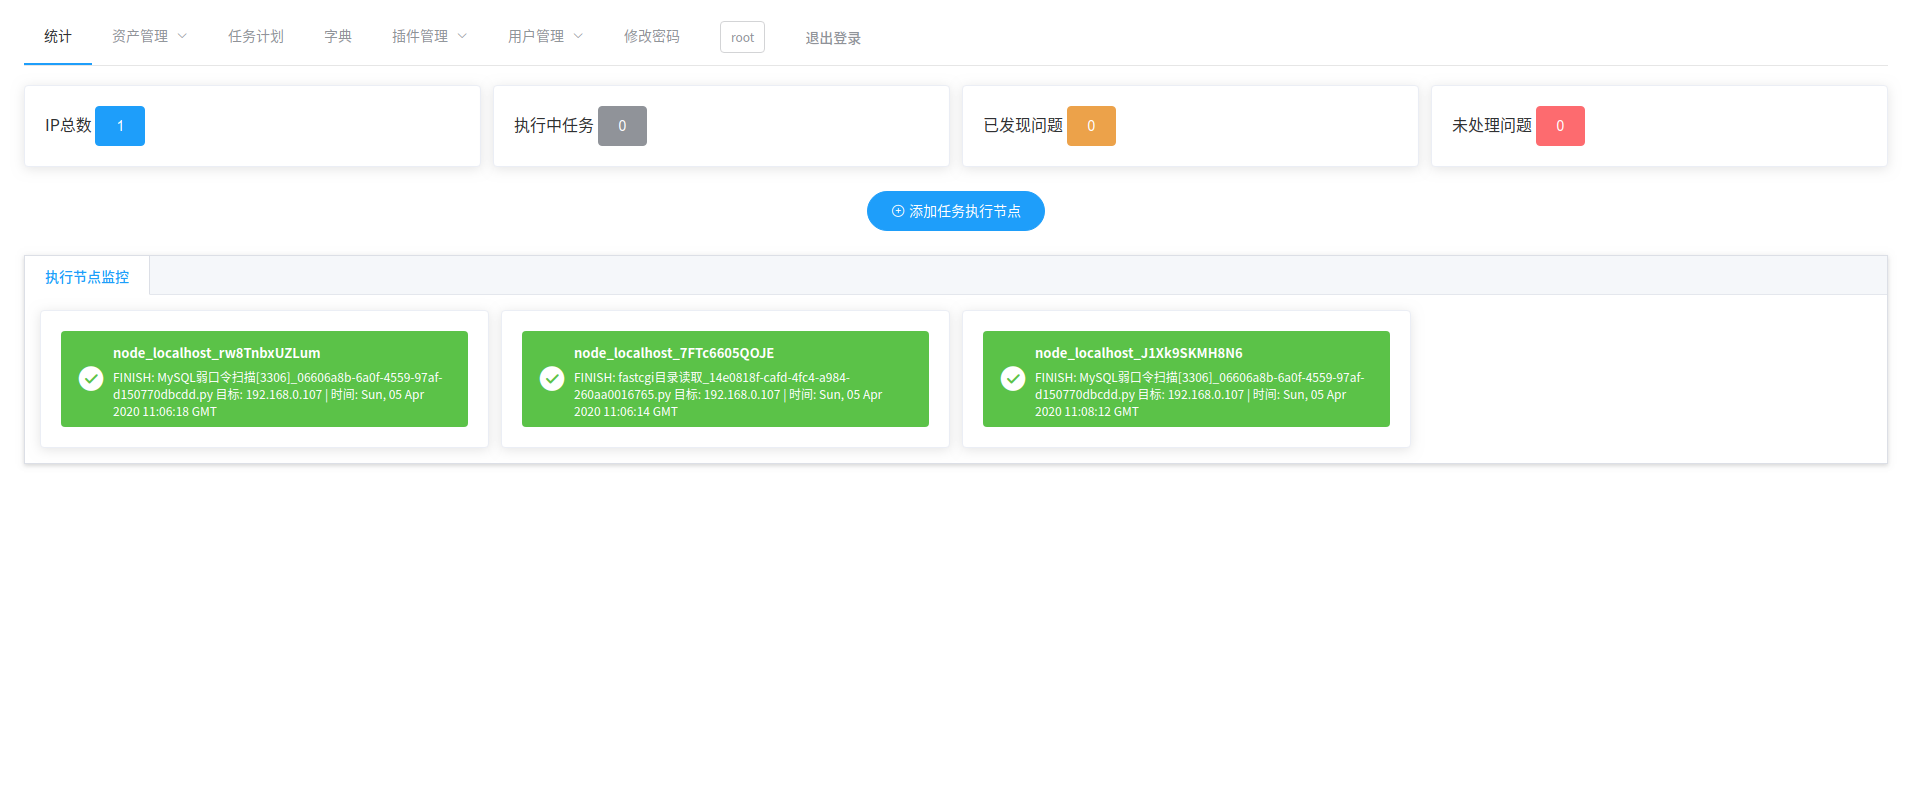 统计 资产管理 任务计划 字典 插件管理 用户管理 修改密码 root 退出登录
IP总数 1 执行中任务 0 已发现问题 0 未处理问题 0
添加任务执行节点
执行节点监控
node_localhost_rw8TnbxUZLum
FINISH: MySQL弱口令扫描[3306]_06606a8b-6a0f-4559-97af-
d150770dbcdd.py 目标: 192.168.0.107 | 时间: Sun, 05 Apr
2020 11:06:18 GMT
node_localhost_7FTc6605QOJE
FINISH: fastcgi目录读取_14e0818f-cafd-4fc4-a984-
260aa0016765.py 目标: 192.168.0.107 | 时间: Sun, 05 Apr
2020 11:06:14 GMT
node_localhost_J1Xk9SKMH8N6
FINISH: MySQL弱口令扫描[3306]_06606a8b-6a0f-4559-97af-
d150770dbcdd.py 目标: 192.168.0.107 | 时间: Sun, 05 Apr
2020 11:08:12 GMT